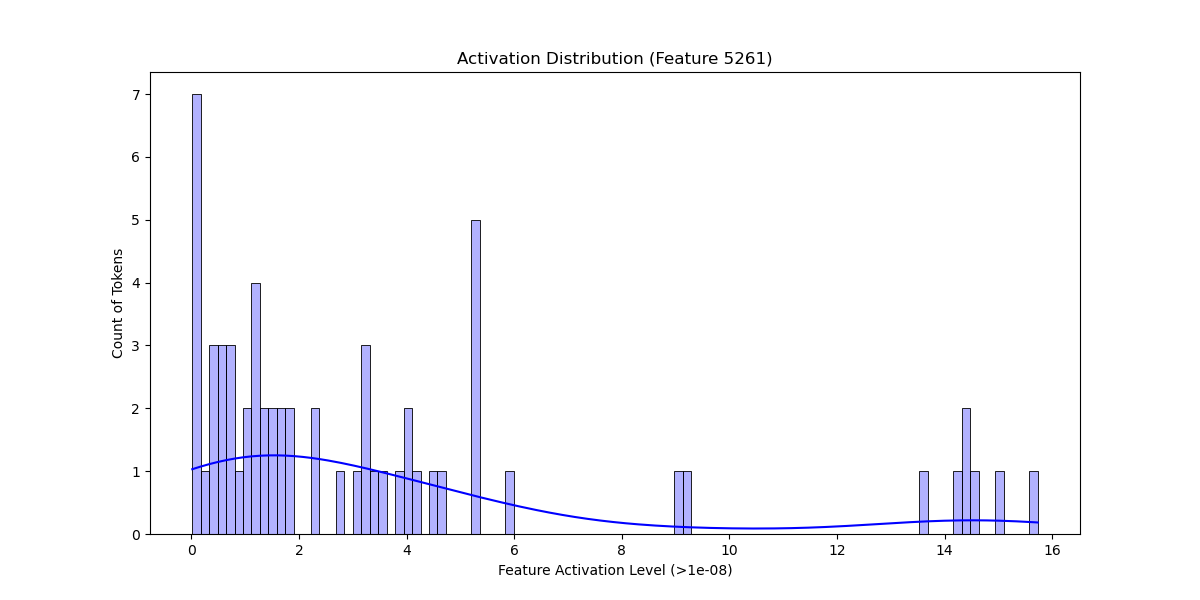 Activation Distribution (Feature 5261)
7
6
5
4
3
2
1
0
Count of Tokens
0 2 4 6 8 10 12 14 16
Feature Activation Level (>1e-08)